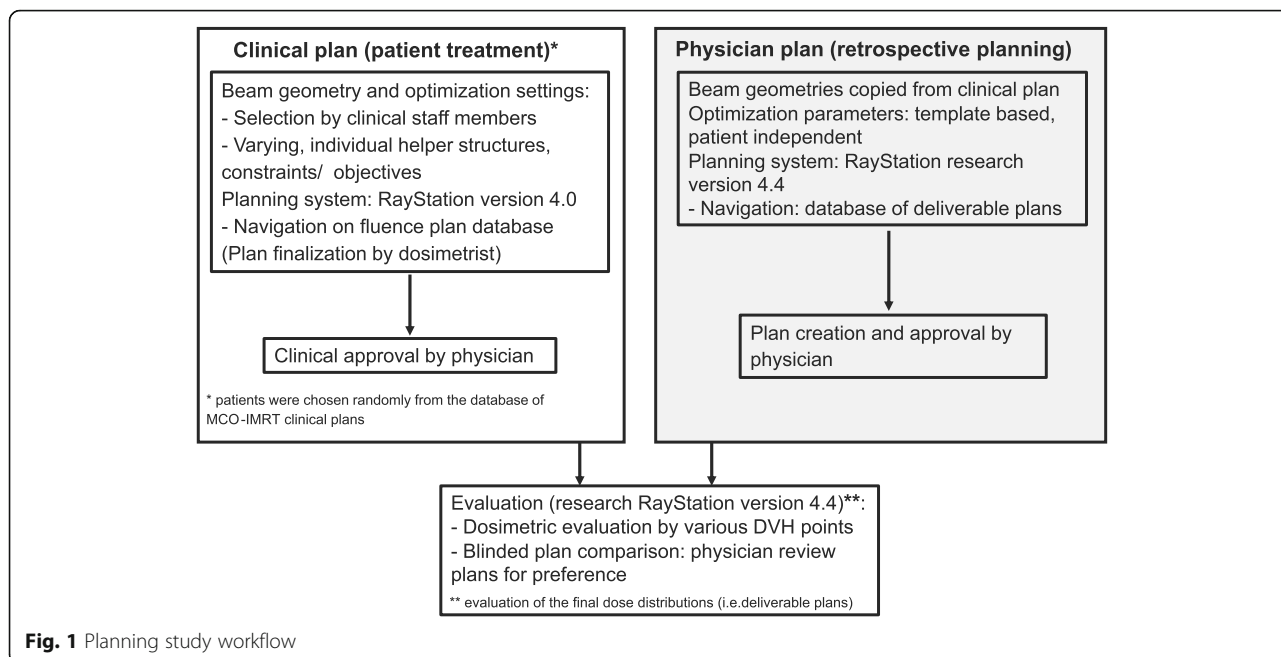 Clinical plan (patient treatment)*
Beam geometry and optimization settings:
- Selection by clinical staff members
- Varying, individual helper structures,
constraints/ objectives
Planning system: RayStation version 4.0
- Navigation on fluence plan database
(Plan finalization by dosimetrist)
Clinical approval by physician
* patients were chosen randomly from the database of
MCO-IMRT clinical plans
Physician plan (retrospective planning)
Beam geometries copied from clinical plan
Optimization parameters: template based,
patient independent
Planning system: RayStation research
version 4.4
- Navigation: database of deliverable plans
Plan creation and approval by
physician
Evaluation (research RayStation version 4.4)**:
- Dosimetric evaluation by various DVH points
- Blinded plan comparison: physician review
plans for preference
** evaluation of the final dose distributions (i.e.deliverable plans)
Fig. 1 Planning study workflow